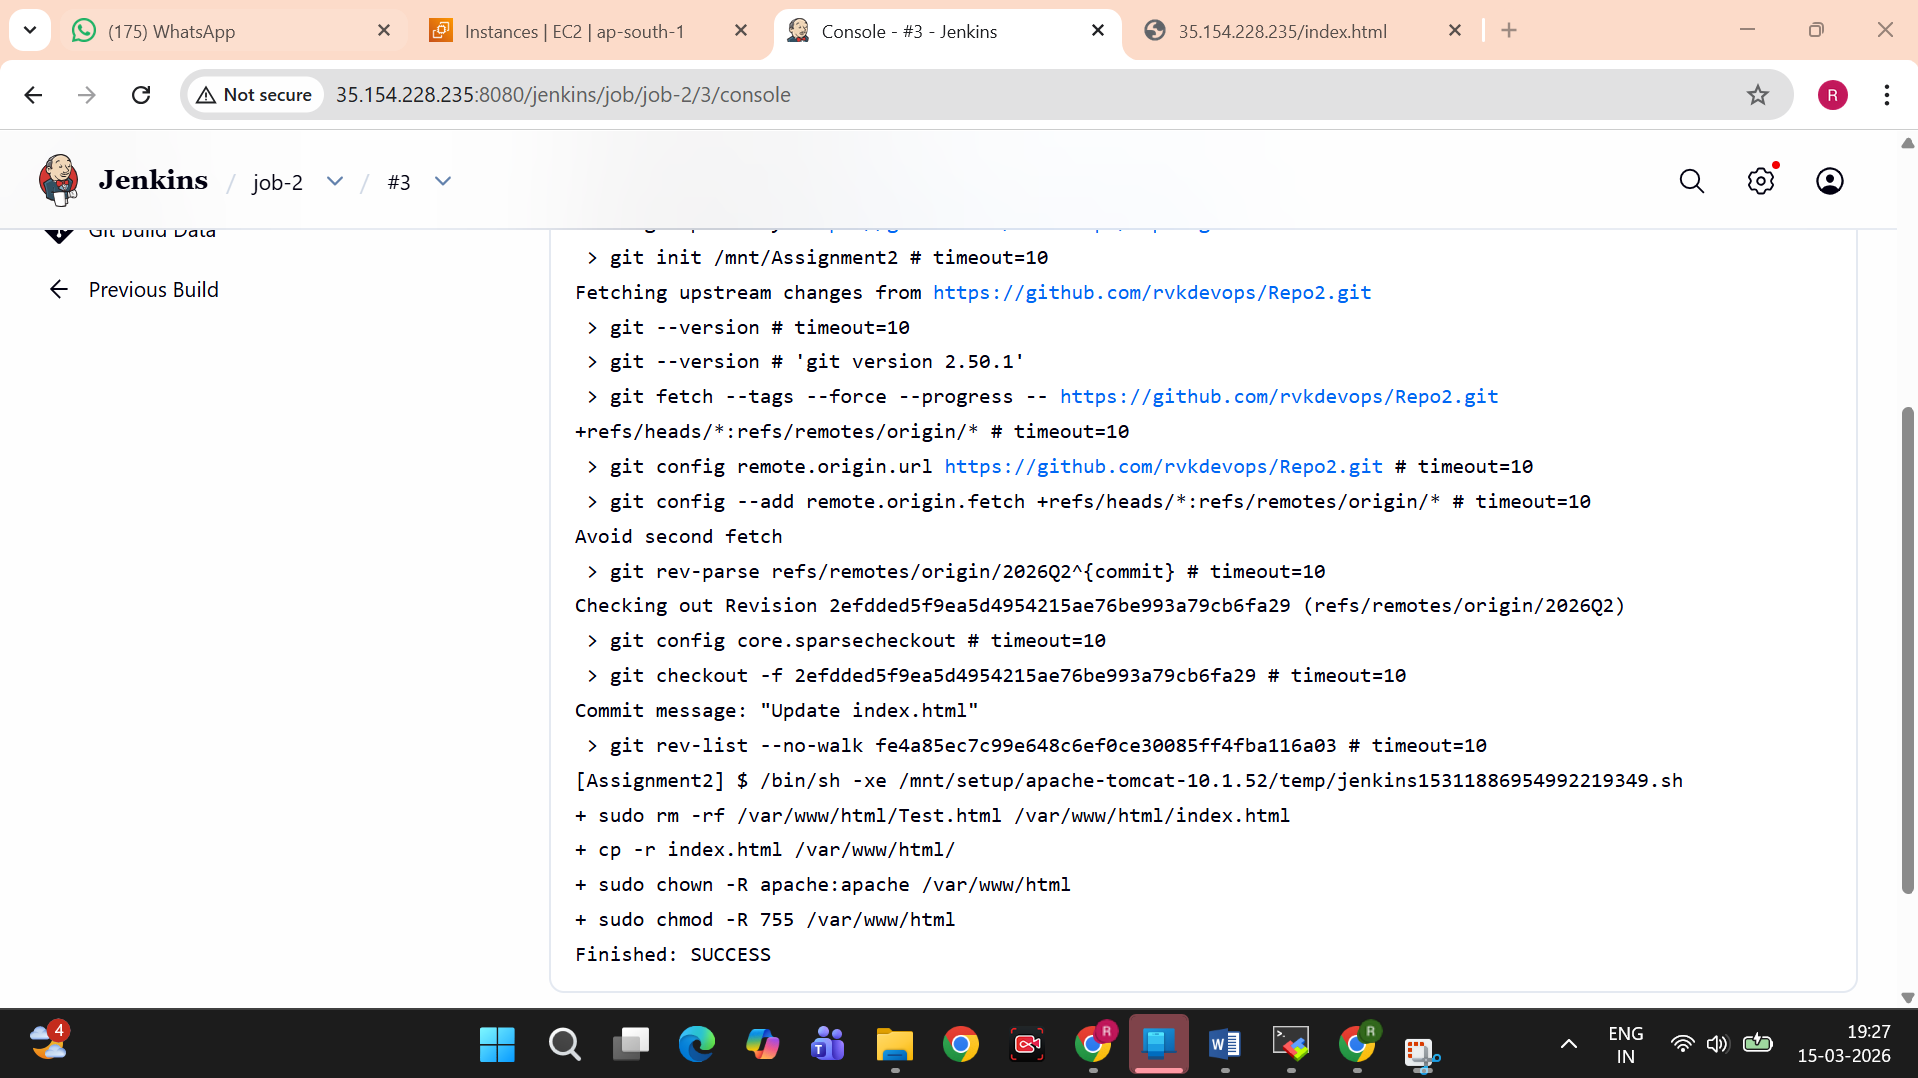 (175) WhatsApp
Instances | EC2 | ap-south-1
Console - #3 - Jenkins
35.154.228.235/index.html
Not secure
35.154.228.235:8080/jenkins/job/job-2/3/console
R
Jenkins / job-2 / #3
Git Build Data
Previous Build
> git init /mnt/Assignment2 # timeout=10
Fetching upstream changes from https://github.com/rvkdevops/Repo2.git
> git --version # timeout=10
> git --version # 'git version 2.50.1'
> git fetch --tags --force --progress -- https://github.com/rvkdevops/Repo2.git
+refs/heads/*:refs/remotes/origin/* # timeout=10
> git config remote.origin.url https://github.com/rvkdevops/Repo2.git # timeout=10
> git config --add remote.origin.fetch +refs/heads/*:refs/remotes/origin/* # timeout=10
Avoid second fetch
> git rev-parse refs/remotes/origin/2026Q2^{commit} # timeout=10
Checking out Revision 2efdded5f9ea5d4954215ae76be993a79cb6fa29 (refs/remotes/origin/2026Q2)
> git config core.sparsecheckout # timeout=10
> git checkout -f 2efdded5f9ea5d4954215ae76be993a79cb6fa29 # timeout=10
Commit message: "Update index.html"
> git rev-list --no-walk fe4a85ec7c99e648c6ef0ce30085ff4fba116a03 # timeout=10
[Assignment2] $ /bin/sh -xe /mnt/setup/apache-tomcat-10.1.52/temp/jenkins15311886954992219349.sh
+ sudo rm -rf /var/www/html/Test.html /var/www/html/index.html
+ cp -r index.html /var/www/html/
+ sudo chown -R apache:apache /var/www/html
+ sudo chmod -R 755 /var/www/html
Finished: SUCCESS
4
R
R
ENG
IN
19:27
15-03-2026